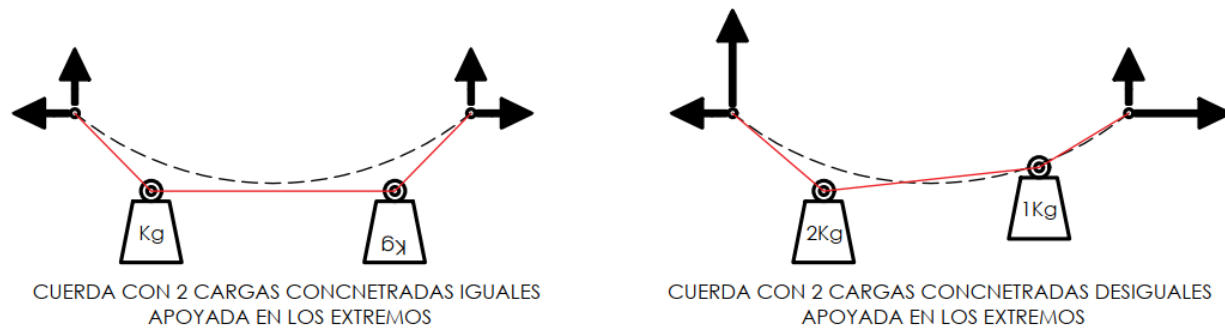 Kg
Kg
CUERDA CON 2 CARGAS CONCNETRADAS IGUALES
APOYADA EN LOS EXTREMOS
2Kg
1Kg
CUERDA CON 2 CARGAS CONCNETRADAS DESIGUALES
APOYADA EN LOS EXTREMOS